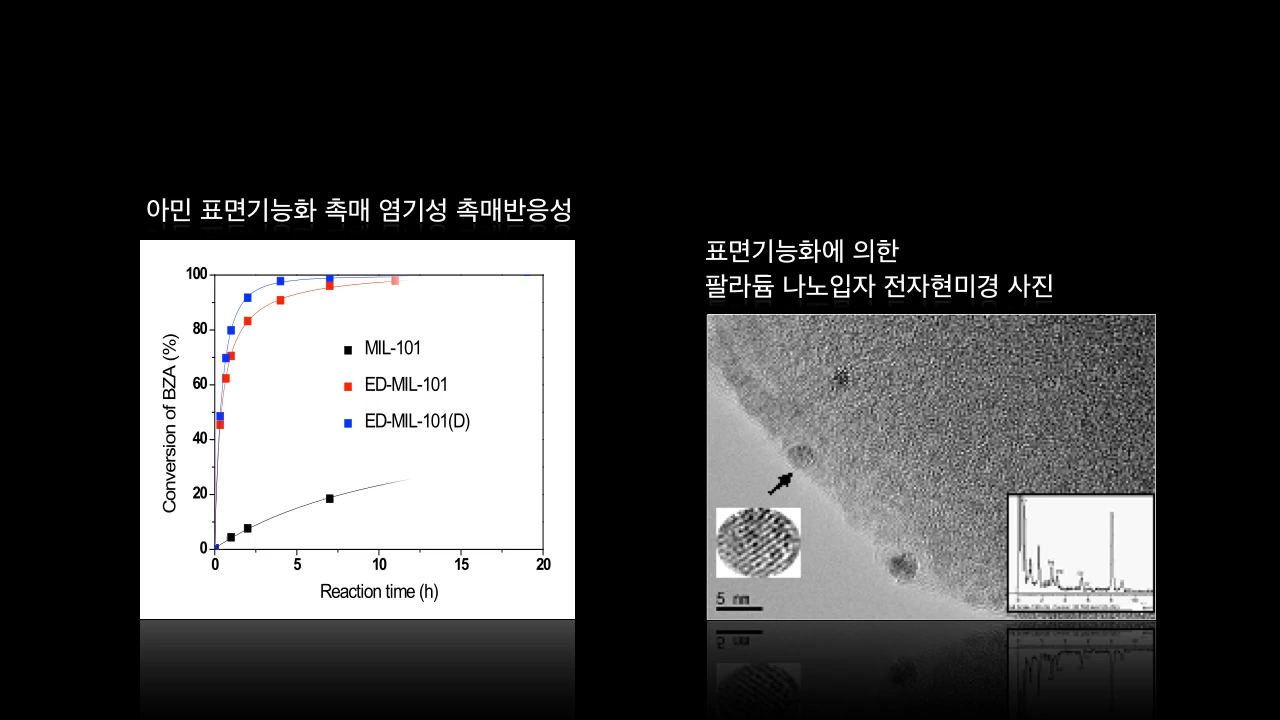 아민 표면기능화 촉매 염기성 촉매반응성
100
80
60
40
20
0
Conversion of BZA (%)
MIL-101
ED-MIL-101
ED-MIL-101(D)
0 5 10 15 20
Reaction time (h)
표면기능화에 의한
팔라듐 나노입자 전자현미경 사진
5 nm